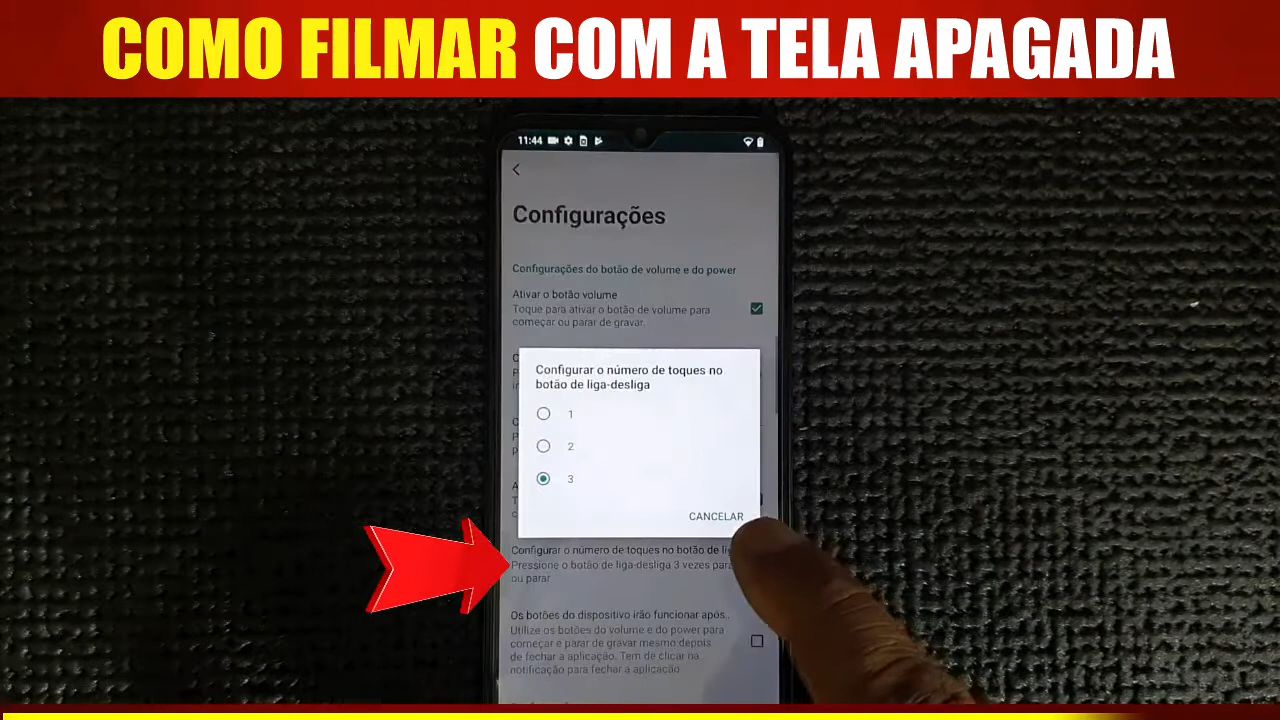 COMO FILMAR COM A TELA APAGADA
11:44
Configurações
Configurações do botão de volume e do power
Ativar o botão volume
Toque para ativar o botão de volume para
começar ou parar de gravar.
Configurar o número de toques no
botão de liga-desliga
1
2
3
CANCELAR
Configurar o número de toques no botão de li
Pressione o botão de liga-desliga 3 vezes para
ou parar
Os botões do dispositivo irão funcionar após..
Utilize os botões do volume e do power para
começar e parar de gravar mesmo depois
de fechar a aplicação. Tem de clicar na
notificação para fechar a aplicação